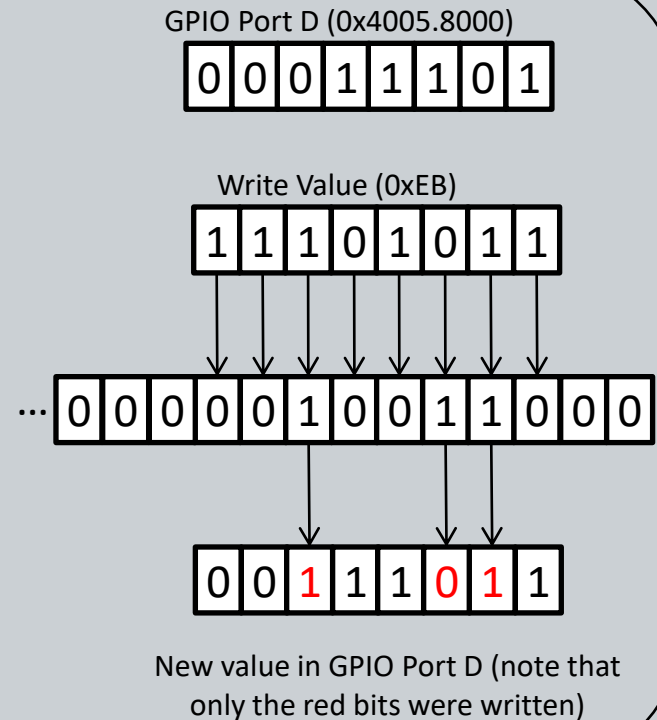 GPIO Port D (0x4005.8000)
0 0 0 1 1 1 0 1
Write Value (0xEB)
1 1 1 0 1 0 1 1
... 0 0 0 0 0 1 0 0 1 1 0 0 0
0 0 1 1 1 0 1 1
New value in GPIO Port D (note that
only the red bits were written)